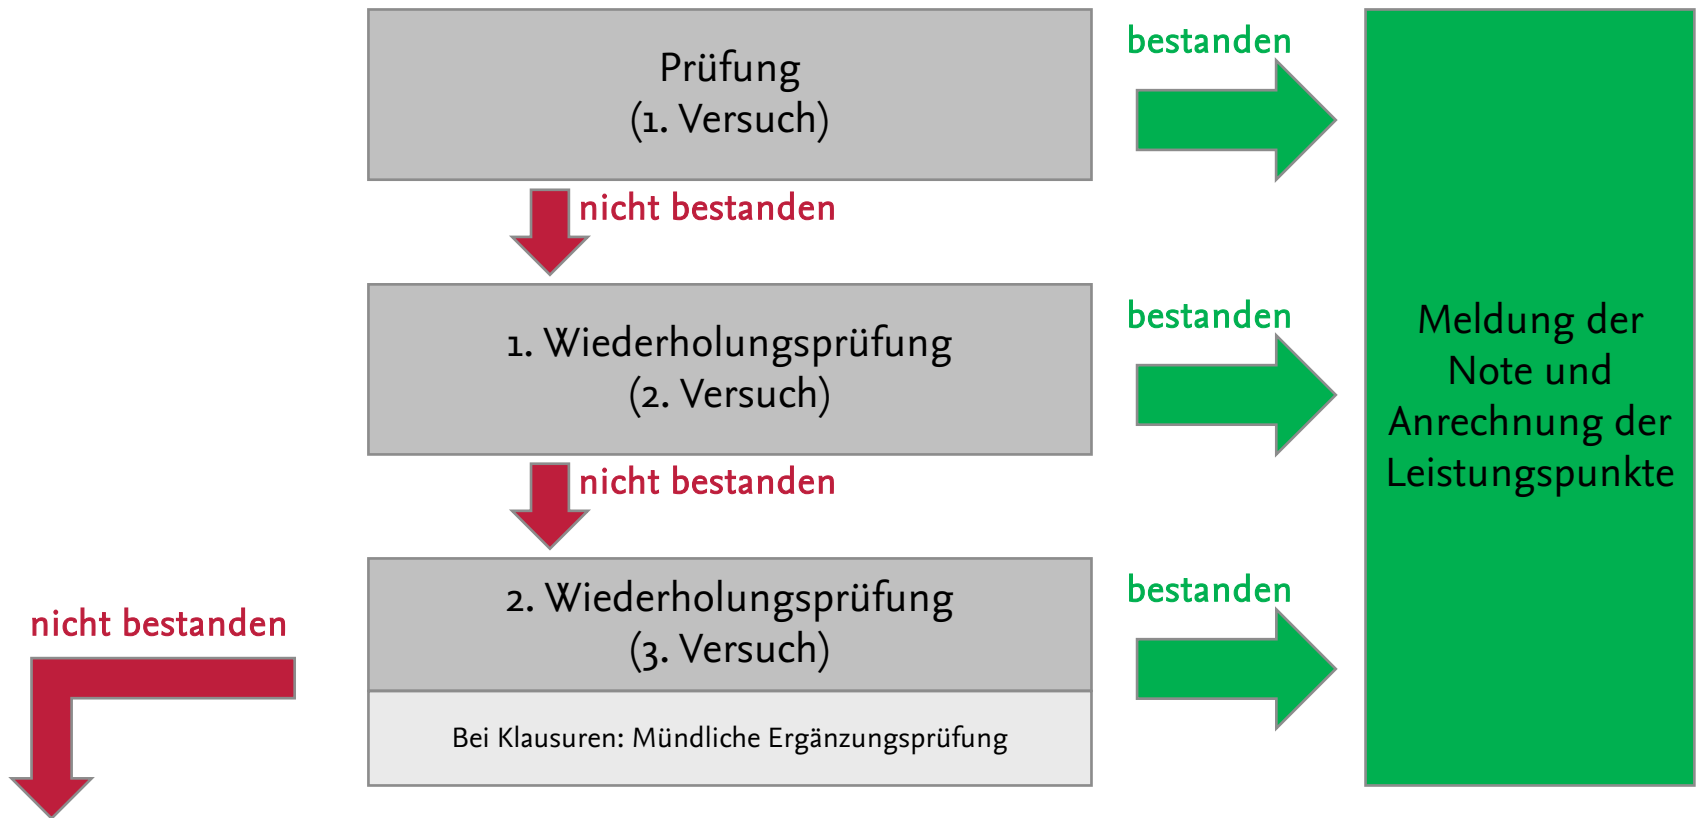 Prüfung
(1. Versuch)
bestanden
nicht bestanden
1. Wiederholungsprüfung
(2. Versuch)
bestanden
nicht bestanden
2. Wiederholungsprüfung
(3. Versuch)
bestanden
nicht bestanden
Bei Klausuren: Mündliche Ergänzungsprüfung
Meldung der
Note und
Anrechnung der
Leistungspunkte